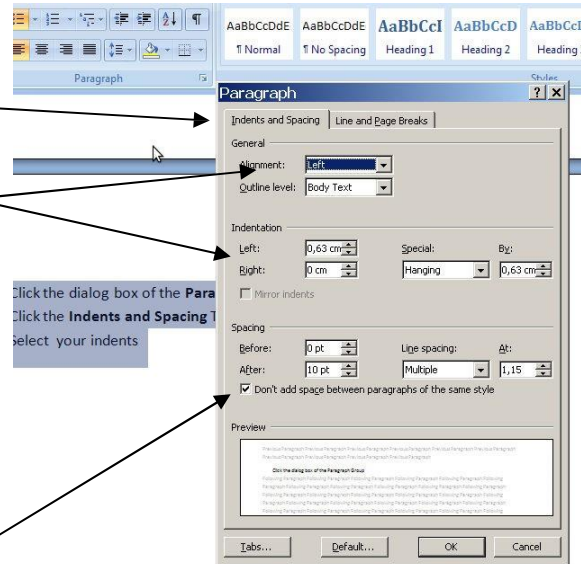 AaBbCcDdE AaBbCcDdE AaBbCcI AaBbCcD AaBbCcI
¶ Normal ¶ No Spacing Heading 1 Heading 2 Heading
Paragraph
Styles
Paragraph
Indents and Spacing Line and Page Breaks
General
Alignment: Left
Outline level: Body Text
Indentation
Left: 0,63 cm Special: By:
Right: 0 cm Hanging 0,63 cm
Mirror indents
Click the dialog box of the Para
Click the Indents and Spacing T
Select your indents
Spacing
Before: 0 pt Line spacing: At:
After: 10 pt Multiple 1,15
Don't add space between paragraphs of the same style
Preview
Click the dialog box of the Paragraph Group
Tabs... Default... OK Cancel